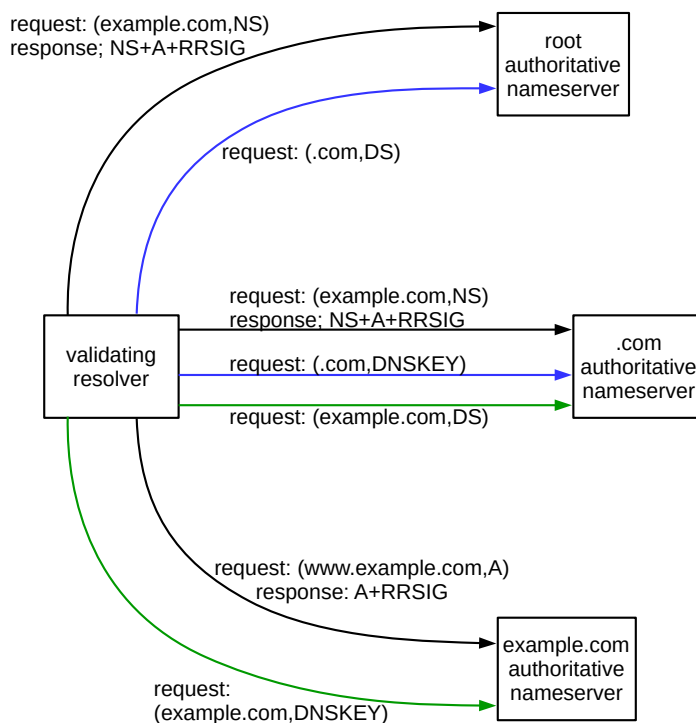 request: (example.com,NS)
response; NS+A+RRSIG
root
authoritative
nameserver
request: (.com,DS)
request: (example.com,NS)
response; NS+A+RRSIG
validating
resolver
request: (.com,DNSKEY)
.com
authoritative
nameserver
request: (example.com,DS)
request: (www.example.com,A)
response: A+RRSIG
example.com
authoritative
nameserver
request:
(example.com,DNSKEY)